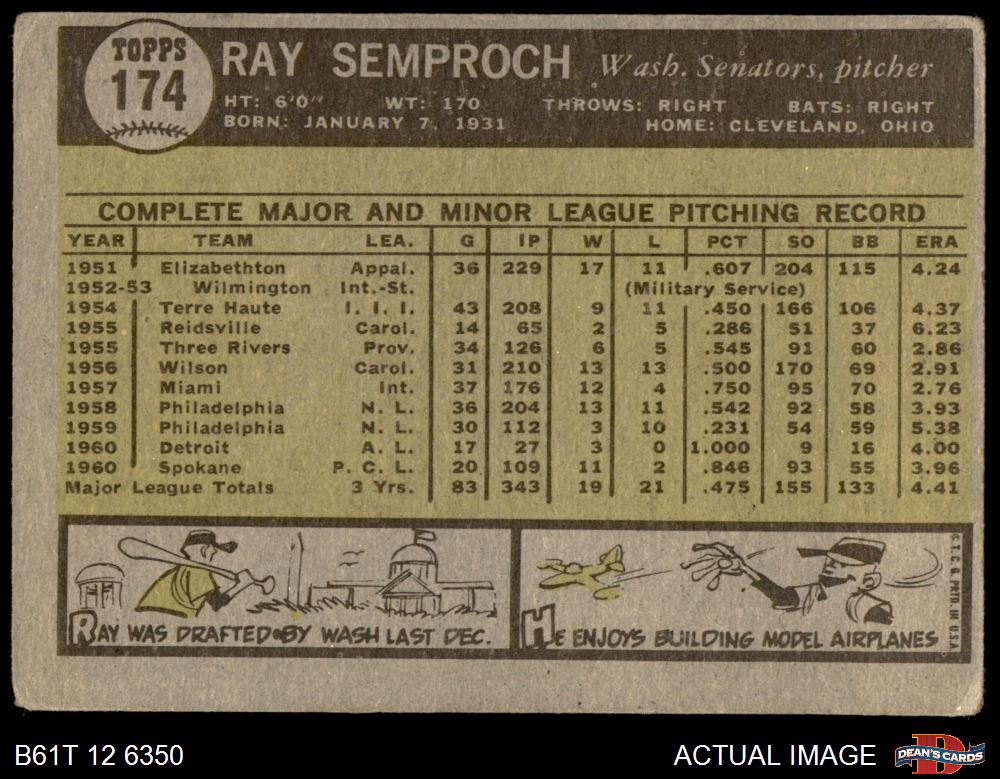 TOPPS
174
RAY SEMPROCH Wash. Senators, pitcher
HT: 6'0" WT: 170 THROWS: RIGHT BATS: RIGHT
BORN: JANUARY 7, 1931 HOME: CLEVELAND, OHIO
COMPLETE MAJOR AND MINOR LEAGUE PITCHING RECORD
YEAR TEAM LEA. G IP W L PCT SO BB ERA
1951 Elizabethton Appal. 36 229 17 11 .607 204 115 4.24
1952-53 Wilmington Int.-St. (Military Service)
1954 Terre Haute I. I. I. 43 208 9 11 .450 166 106 4.37
1955 Reidsville Carol. 14 65 2 5 .286 51 37 6.23
1955 Three Rivers Prov. 34 126 6 5 .545 91 60 2.86
1956 Wilson Carol. 31 210 13 13 .500 170 69 2.91
1957 Miami Int. 37 176 12 4 .750 95 70 2.76
1958 Philadelphia N. L. 36 204 13 11 .542 92 58 3.93
1959 Philadelphia N. L. 30 112 3 10 .231 54 59 5.38
1960 Detroit A. L. 17 27 3 0 1.000 9 16 4.00
1960 Spokane P. C. L. 20 109 11 2 .846 93 55 3.96
Major League Totals 3 Yrs. 83 343 19 21 .475 155 133 4.41
RAY WAS DRAFTED BY WASH LAST DEC.
HE ENJOYS BUILDING MODEL AIRPLANES
© T. C. G. PRTD. IN U.S.A.
B61T 12 6350 ACTUAL IMAGE
D
DEAN'S CARDS